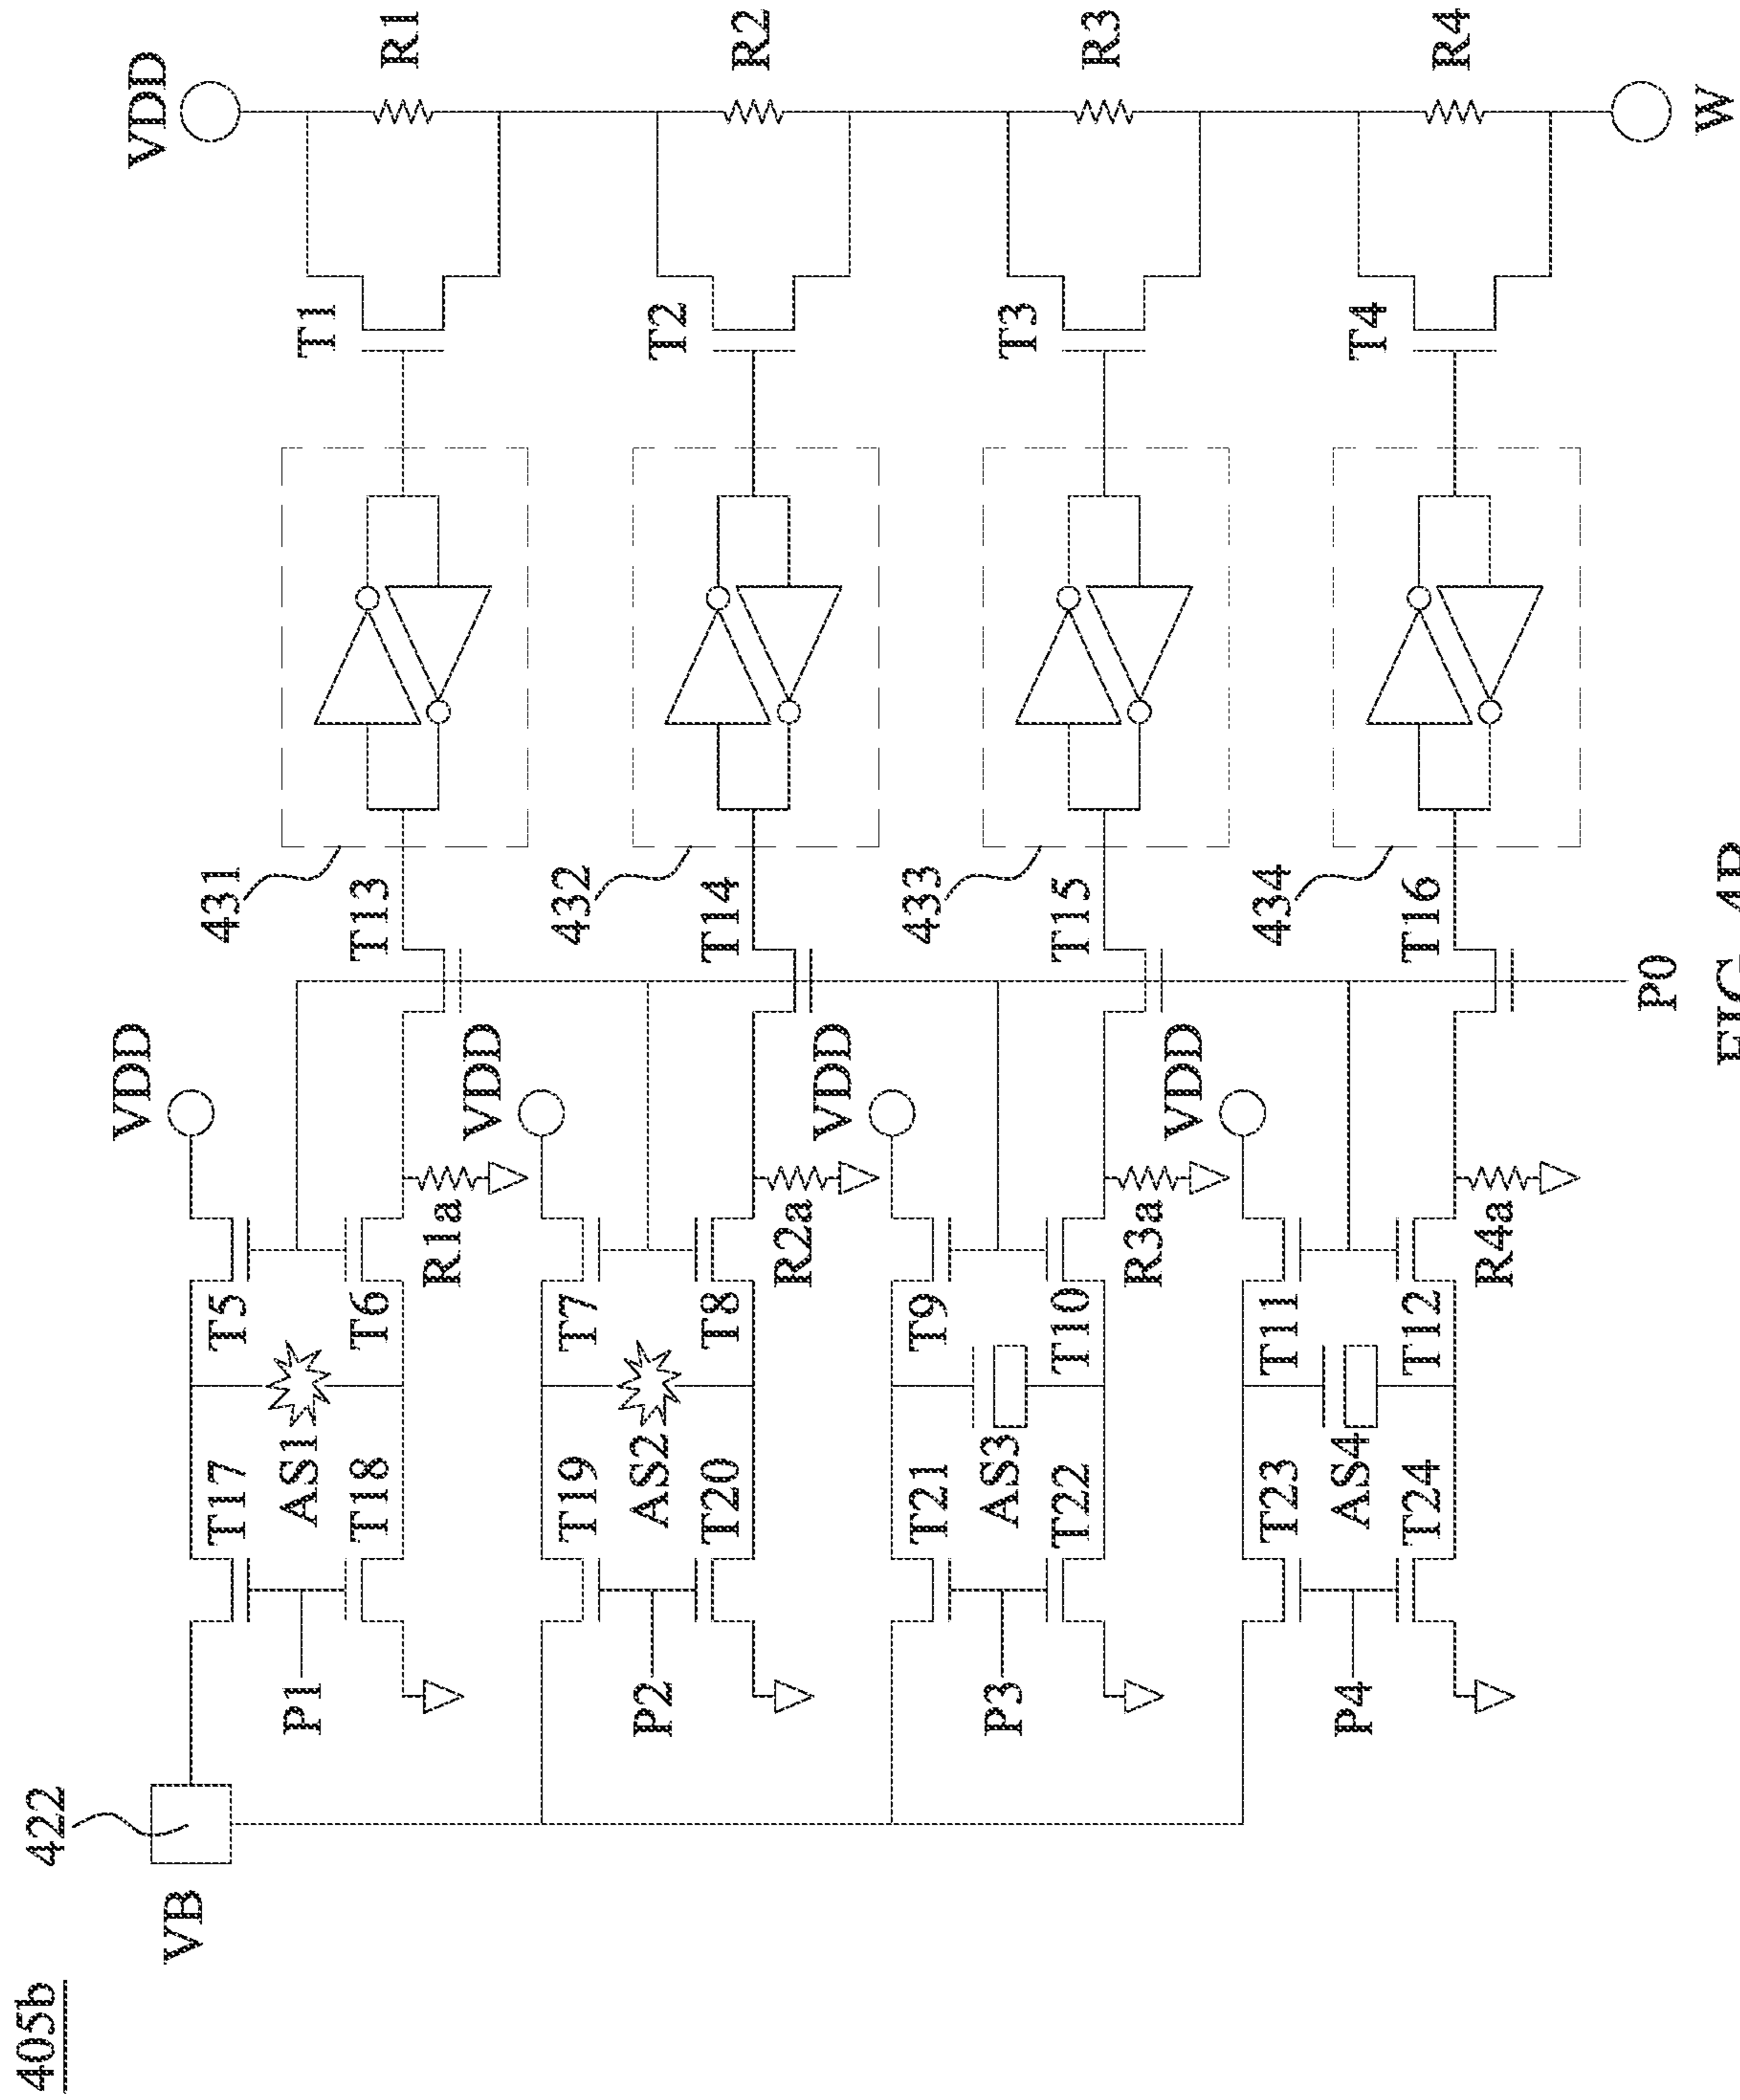 405b
VB
422
VDD
VDD
R1
T17
AS1
T18
P1
T5
T6
R1a
T13
431
T1
VDD
R2
T19
AS2
T20
P2
T7
T8
R2a
T14
432
T2
VDD
R3
T21
AS3
T22
P3
T9
T10
R3a
T15
433
T3
VDD
R4
T23
AS4
T24
P4
T11
T12
R4a
T16
434
T4
P0
W
FIG. 4B